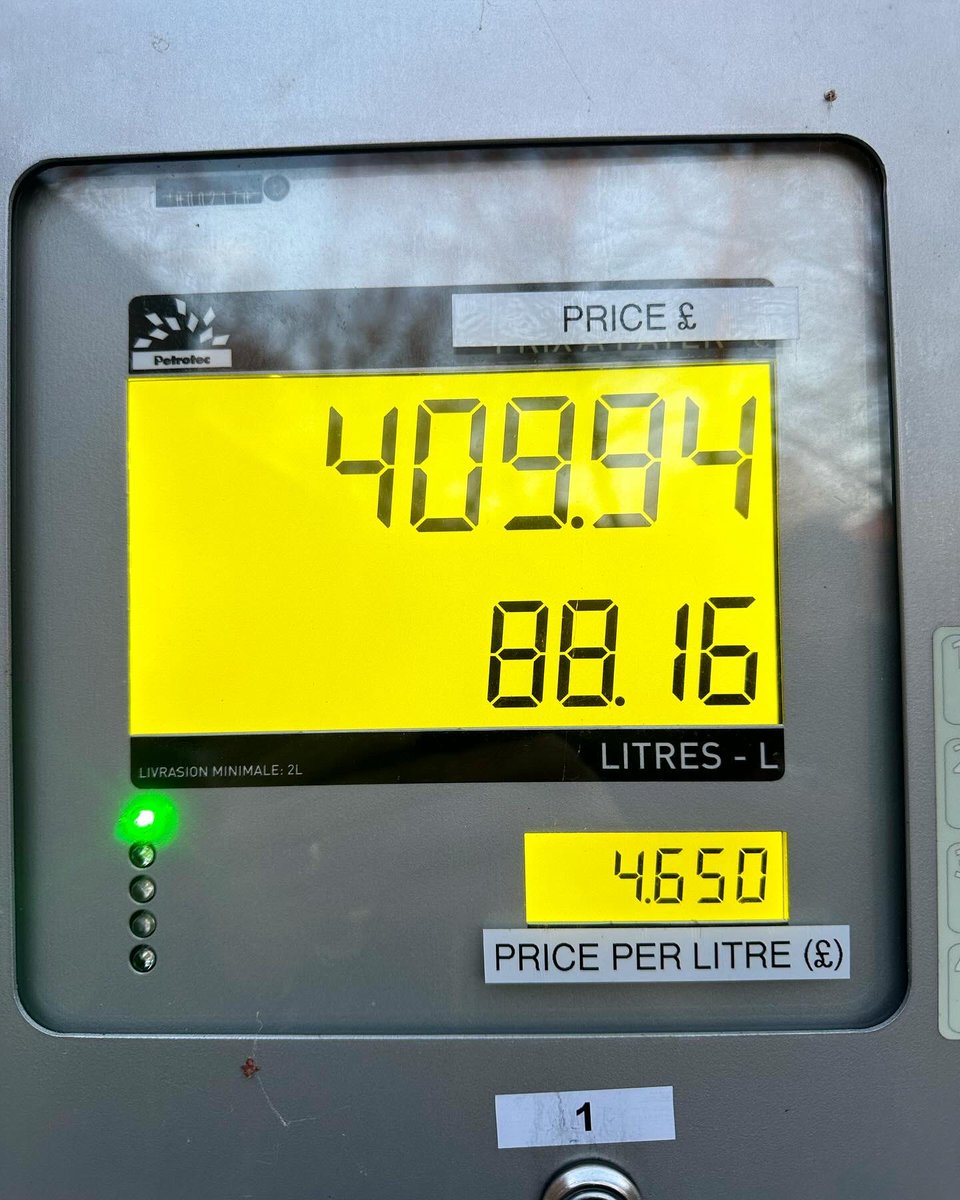 PRICE £
Petrotec
409.94
88.16
LITRES - L
LIVRASION MINIMALE: 2L
4.650
PRICE PER LITRE (£)
1